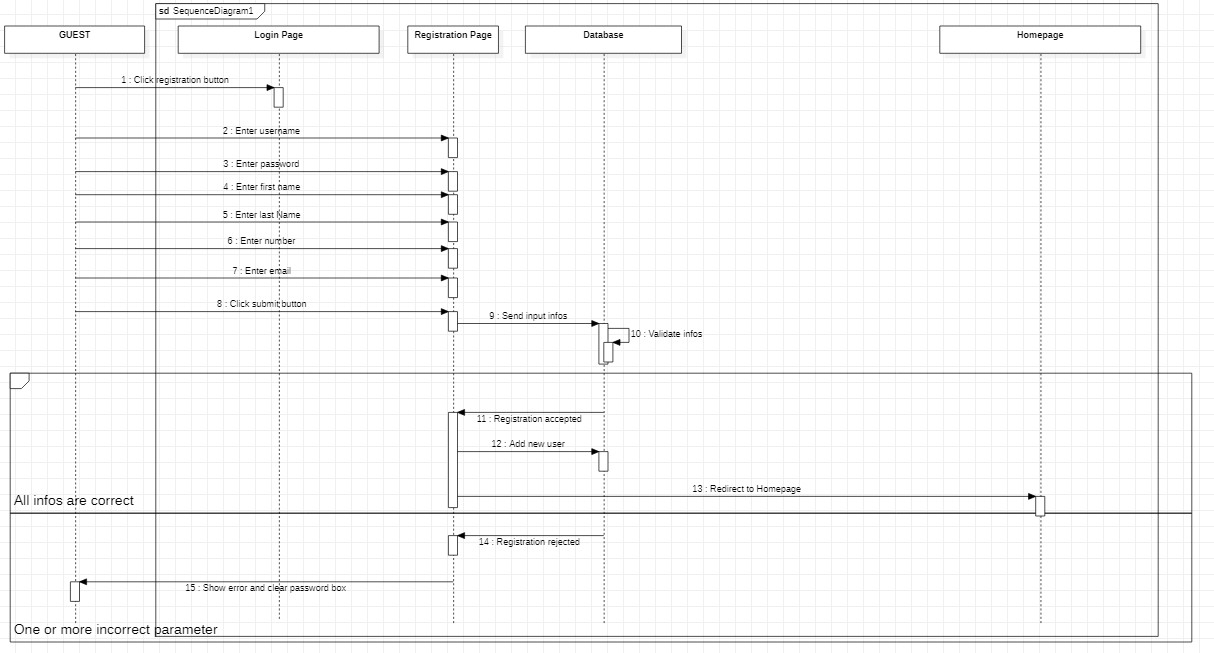 sd SequenceDiagram1
GUEST
Login Page
Registration Page
Database
Homepage
1 : Click registration button
2 : Enter username
3 : Enter password
4 : Enter first name
5 : Enter last Name
6 : Enter number
7 : Enter email
8 : Click submit button
9 : Send input infos
10 : Validate infos
11 : Registration accepted
12 : Add new user
13 : Redirect to Homepage
All infos are correct
14 : Registration rejected
15 : Show error and clear password box
One or more incorrect parameter